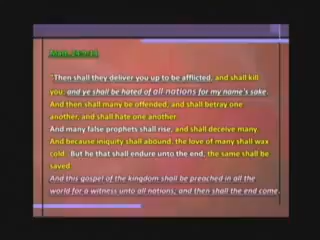 Matt. 24:9-14
"Then shall they deliver you up to be afflicted, and shall kill
you: and ye shall be hated of all nations for my name's sake.
And then shall many be offended, and shall betray one
another, and shall hate one another.
And many false prophets shall rise, and shall deceive many.
And because iniquity shall abound, the love of many shall wax
cold. But he that shall endure unto the end, the same shall be
saved.
And this gospel of the kingdom shall be preached in all the
world for a witness unto all nations; and then shall the end come.